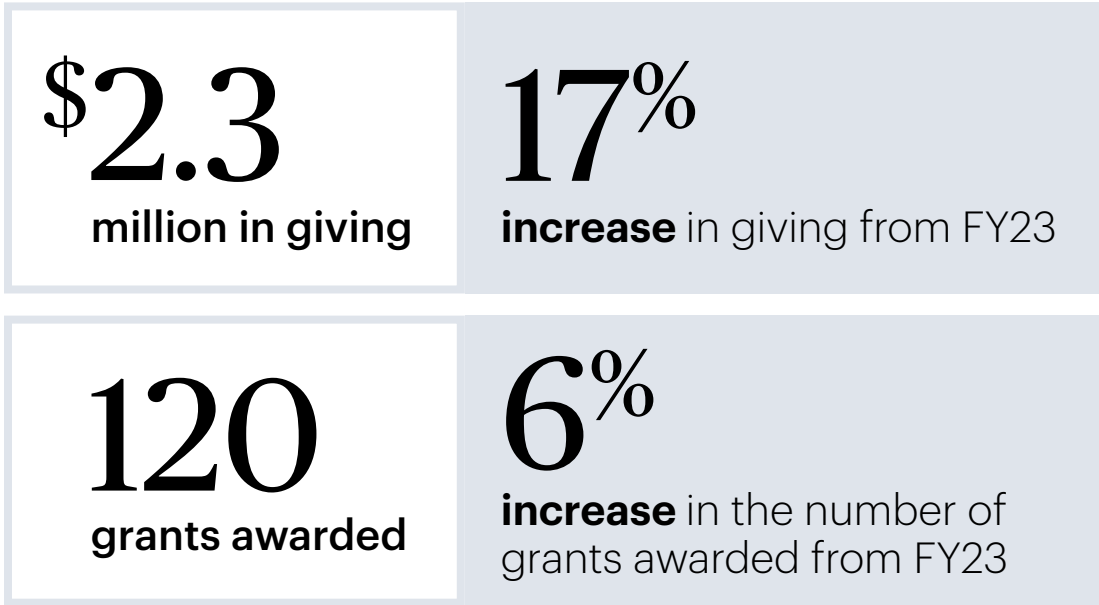 $2.3
million in giving
17%
increase in giving from FY23
120
grants awarded
6%
increase in the number of
grants awarded from FY23